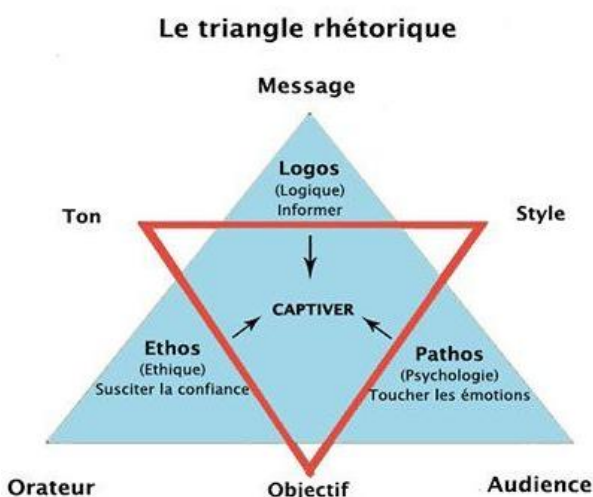 Le triangle rhétorique
Message
Logos
(Logique)
Informer
Ton
Style
CAPTIVER
Ethos
(Ethique)
Susciter la confiance
Pathos
(Psychologie)
Toucher les émotions
Orateur
Objectif
Audience